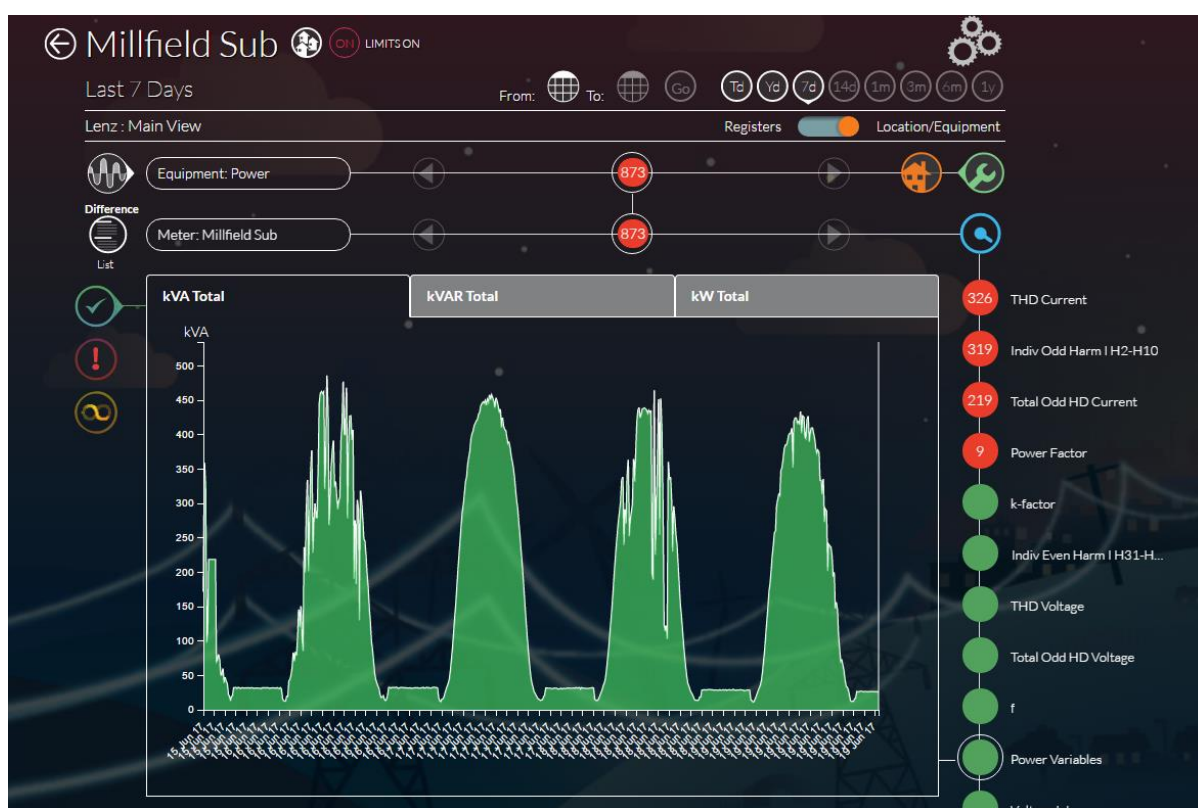 Millfield Sub ON LIMITS ON
Last 7 Days From: To: Go Td Yd 7d 14d 1m 3m 6m 1y
Lenz : Main View Registers Location/Equipment
Equipment: Power 873
Difference
Meter: Millfield Sub 873
List
kVA Total kVAR Total kW Total
kVA
500
450
400
350
300
250
200
150
100
50
0
326 THD Current
319 Indiv Odd Harm I H2-H10
219 Total Odd HD Current
9 Power Factor
k-factor
Indiv Even Harm I H31-H...
THD Voltage
Total Odd HD Voltage
f
Power Variables